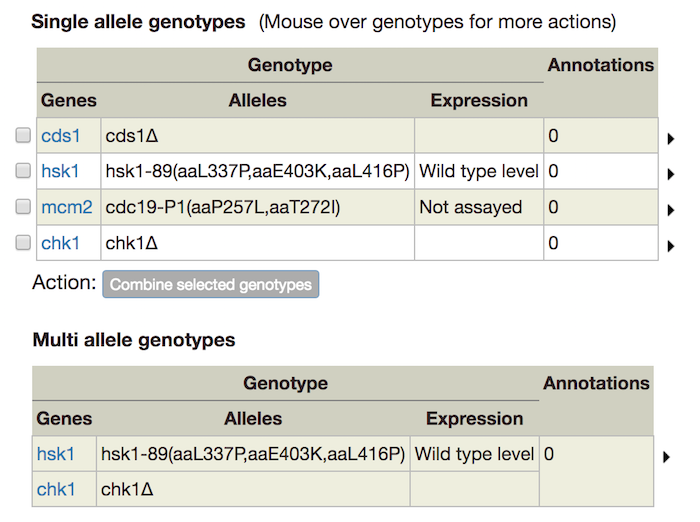 Single allele genotypes (Mouse over genotypes for more actions)
Genotype Annotations
Genes Alleles Expression
cds1 cds1Δ 0
hsk1 hsk1-89(aaL337P,aaE403K,aaL416P) Wild type level 0
mcm2 cdc19-P1(aaP257L,aaT272I) Not assayed 0
chk1 chk1Δ 0
Action: Combine selected genotypes
Multi allele genotypes
Genotype Annotations
Genes Alleles Expression
hsk1 hsk1-89(aaL337P,aaE403K,aaL416P) Wild type level 0
chk1 chk1Δ